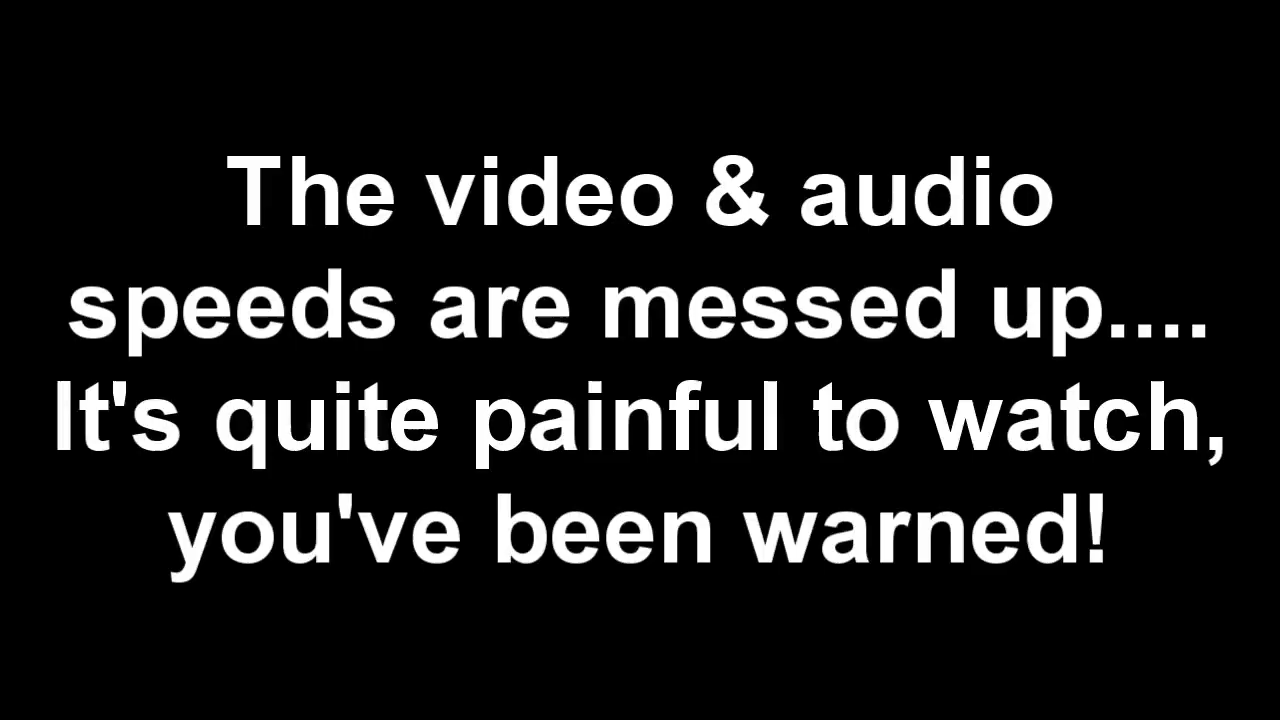 The video & audio
speeds are messed up....
It's quite painful to watch,
you've been warned!